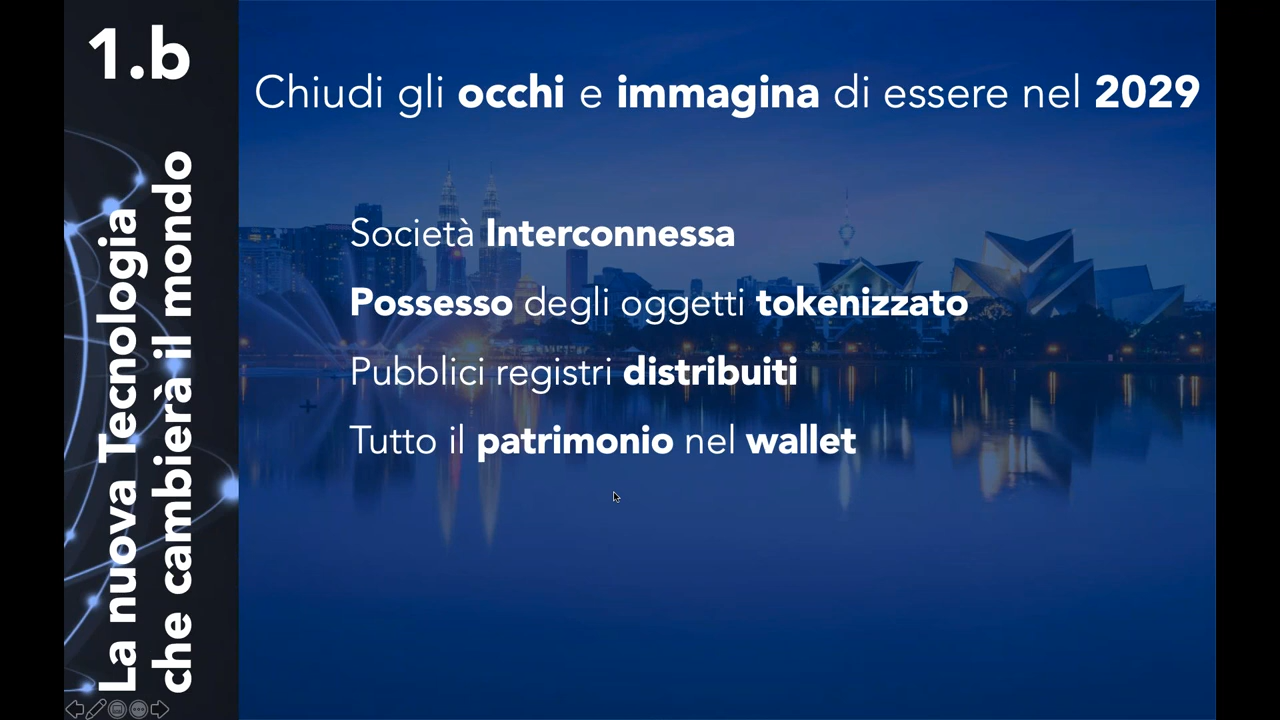 1.b
La nuova Tecnologia
che cambierà il mondo
Chiudi gli occhi e immagina di essere nel 2029
Società Interconnessa
Possesso degli oggetti tokenizzato
Pubblici registri distribuiti
Tutto il patrimonio nel wallet